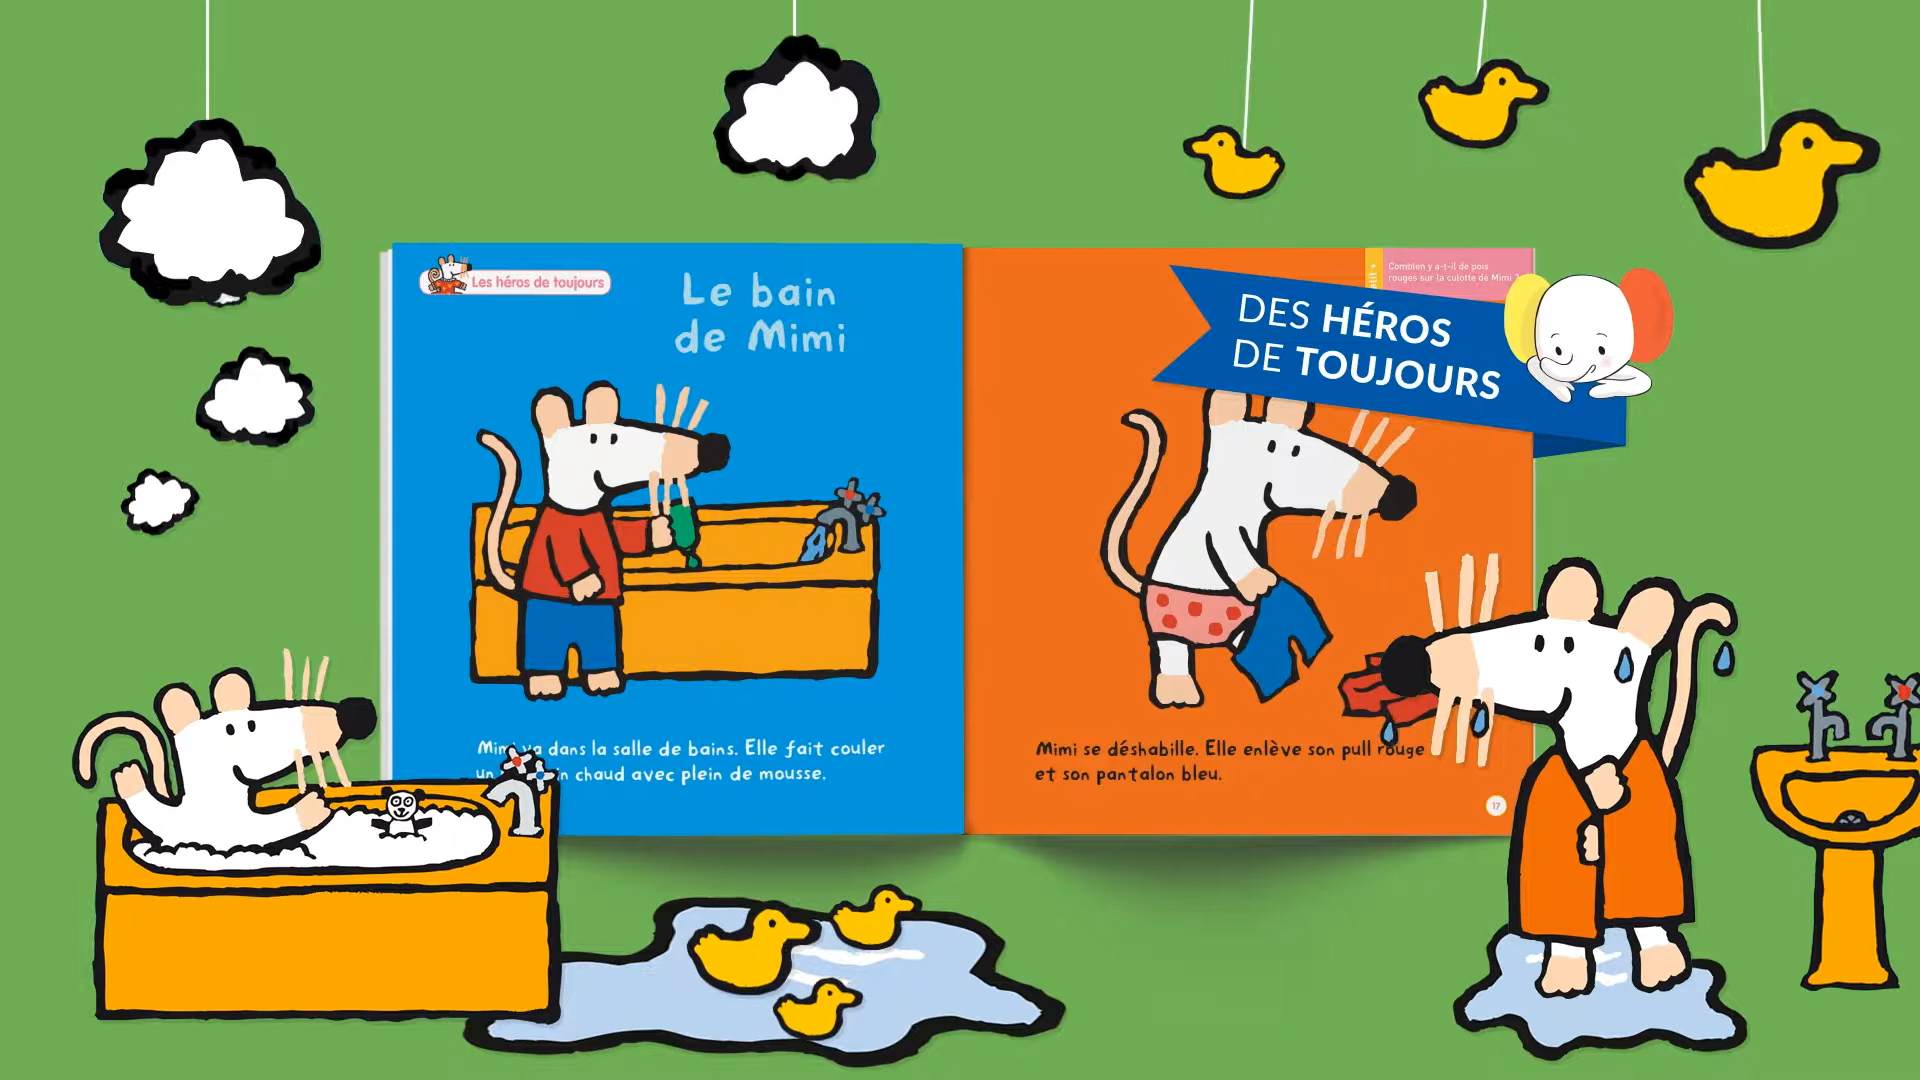 Les héros de toujours
Le bain
de Mimi
Mimi va dans la salle de bains. Elle fait couler
un chaud avec plein de mousse.
Combien y a-t-il de pois
rouges sur la culotte de Mimi ?
DES HÉROS
DE TOUJOURS
Mimi se déshabille. Elle enlève son pull rouge
et son pantalon bleu.
17